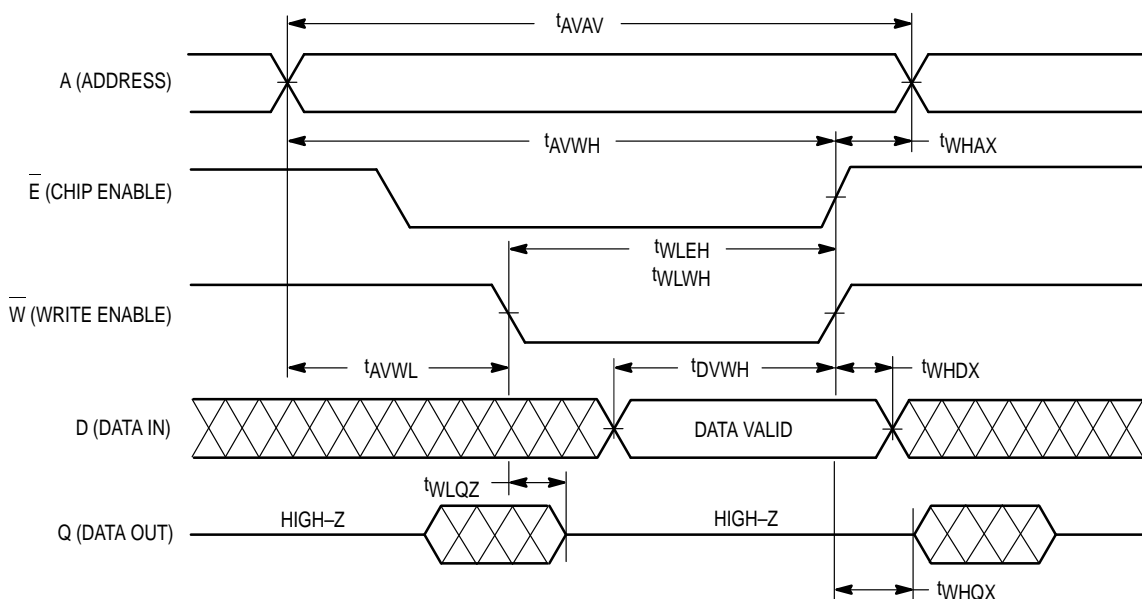 tAVAV
A (ADDRESS)
tAVWH
tWHAX
E (CHIP ENABLE)
tWLEH
tWLWH
W (WRITE ENABLE)
tAVWL
tDVWH
tWHDX
D (DATA IN)
DATA VALID
tWLQZ
Q (DATA OUT)
HIGH–Z
HIGH–Z
tWHQX